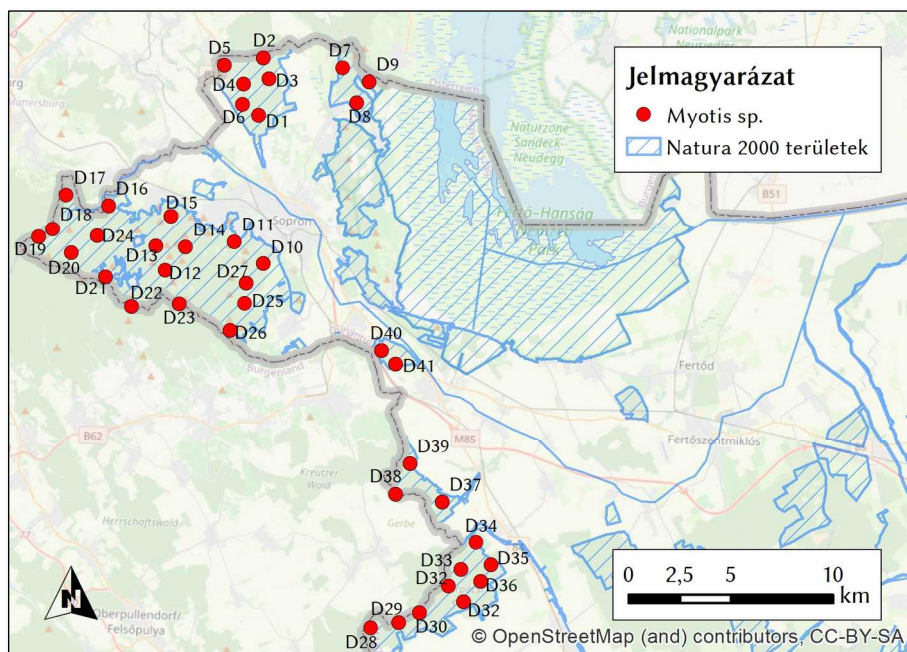 Jelmagyarázat
Myotis sp.
Natura 2000 területek
D5
D2
D7
D9
D4
D3
D6
D1
D8
Mattersburg
Österreich
Nationalpark
Naturzone
Sandeck-
Neudegg
B51
D17
D16
D15
D18
D24
D14
D11
Sopron
Fertő-Hanság
Nemzeti
Park
D19
D20
D13
D10
D12
D27
D21
D22
D23
D25
D26
D40
D41
Burgenland
Fertőd
B62
M85
Fertőszentmiklós
85
D39
Kreutzer
Wald
D38
D37
Gerbe
Herrschaftswald
D34
D33
D35
D32
D36
D32
D29
D30
D28
N
Oberpullendorf/
Felsőpulya
0 2,5 5 10
km
© OpenStreetMap (and) contributors, CC-BY-SA